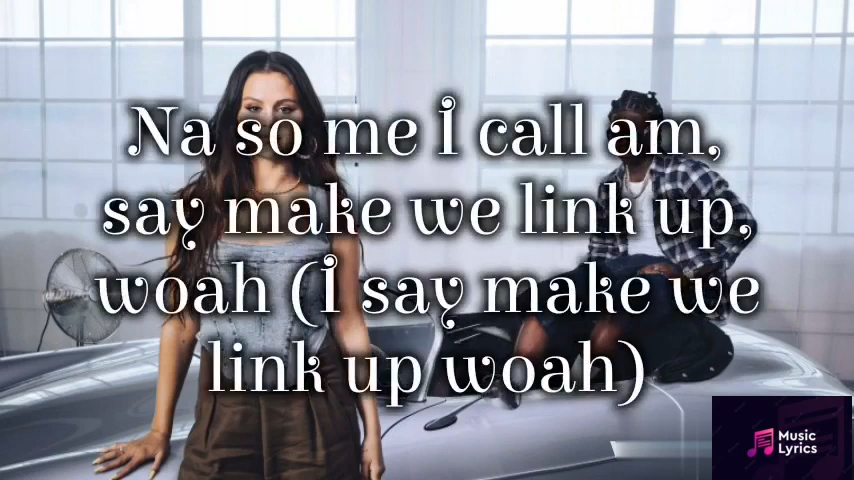 Na so me I call am,
say make we link up,
woah (I say make we
link up woah)
Music
Lyrics